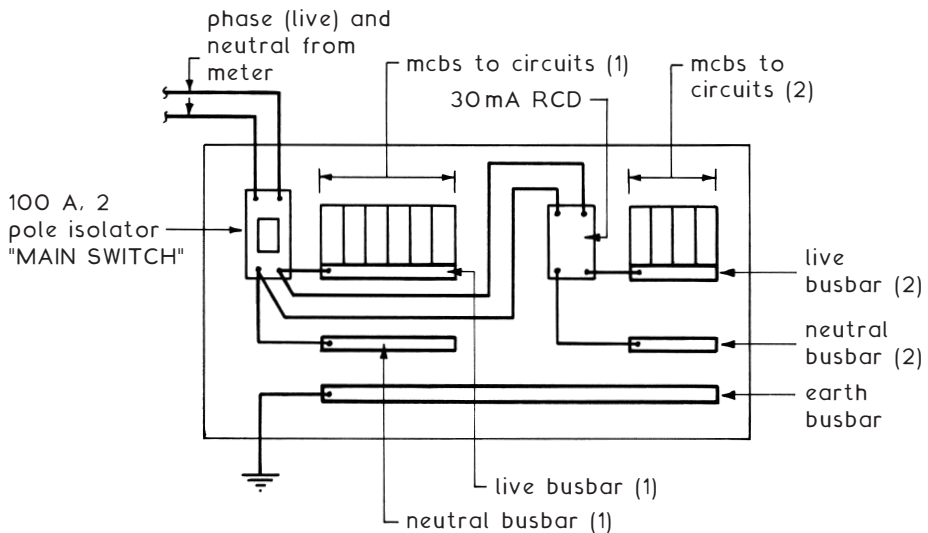 phase (live) and
neutral from
meter
mcbs to circuits (1)
30mA RCD
mcbs to
circuits (2)
100 A, 2
pole isolator
"MAIN SWITCH"
live
busbar (2)
neutral
busbar (2)
earth
busbar
live busbar (1)
neutral busbar (1)